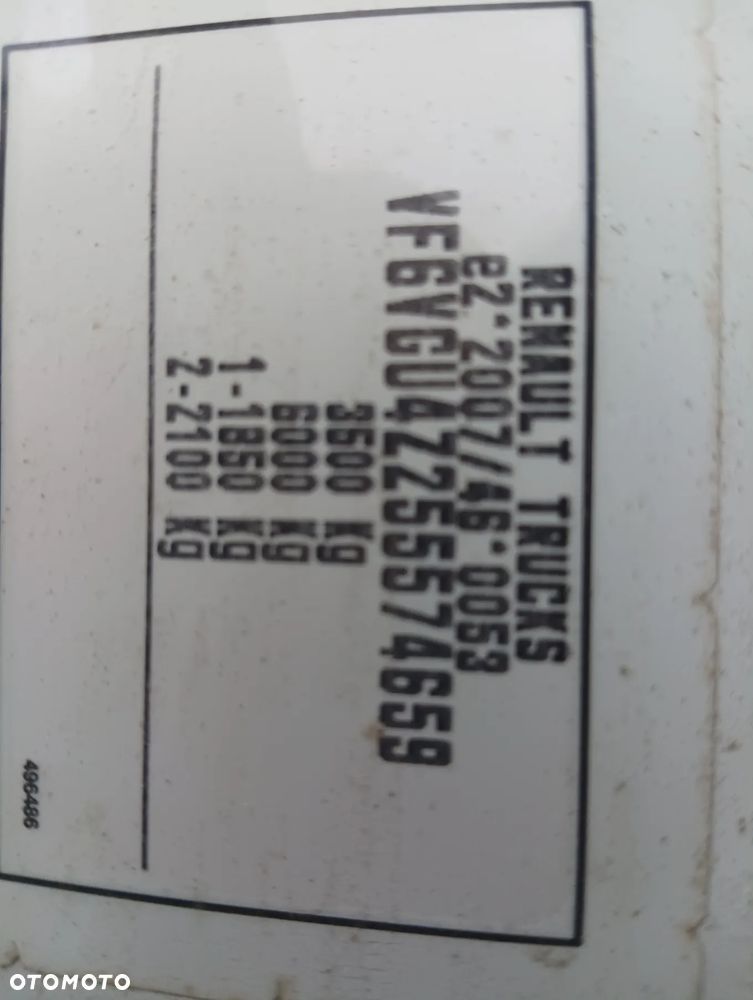 RENAULT TRUCKS
e2*2007/46*0053
VF6VGU4Z255574659
3500 Kg
6000 Kg
1-1850 Kg
2-2100 Kg
496486
OTOMOTO